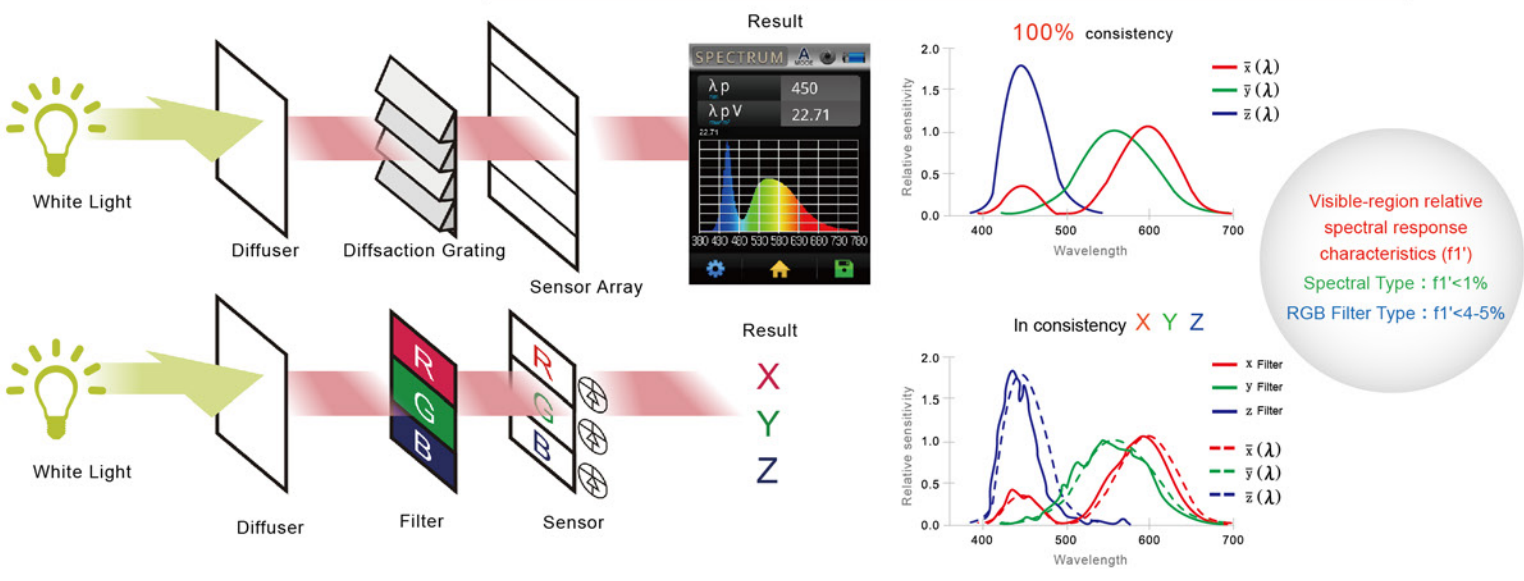 Result
SPECTRUM A MODE
λp 450
λpV 22.71
22.71
380 430 480 530 580 630 680 730 780
White Light
Diffuser
Diffsaction Grating
Sensor Array
100% consistency
Relative sensitivity
2.0
1.5
1.0
0.5
0.0
400 500 600 700
Wavelength
x̄ (λ)
ȳ (λ)
z̄ (λ)
Visible-region relative
spectral response
characteristics (f1')
Spectral Type : f1'<1%
RGB Filter Type : f1'<4-5%
White Light
Diffuser
R
G
B
Filter
R
G
B
Sensor
Result
X
Y
Z
In consistency X Y Z
Relative sensitivity
2.0
1.5
1.0
0.5
0.0
400 500 600 700
Wavelength
x Filter
y Filter
z Filter
x̄ (λ)
ȳ (λ)
z̄ (λ)